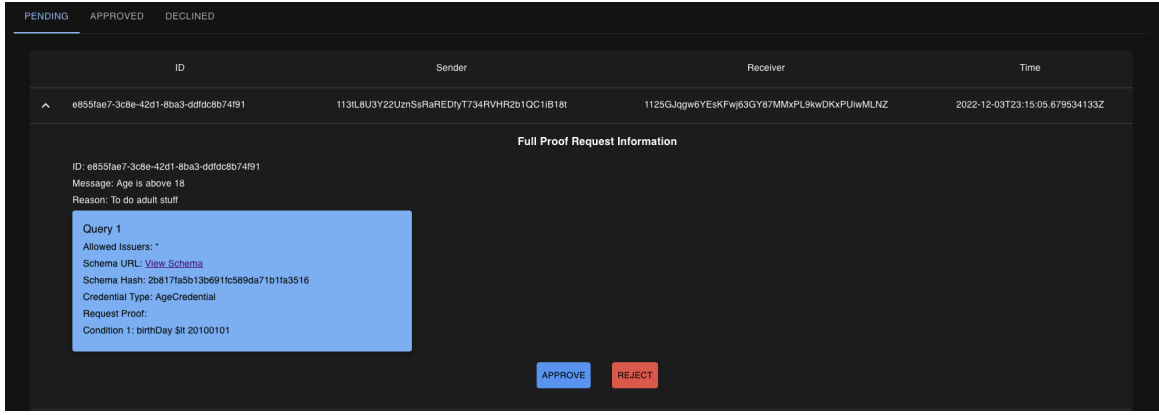 PENDING APPROVED DECLINED
ID Sender Receiver Time
e855fae7-3c8e-42d1-8ba3-ddfdc8b74f91 113tL8U3Y22UznSsRaREDfyT734RVHR2b1QC1iB18t 1125GJqgw6YEsKFwj63GY87MMxPL9kwDKxPUiwMLNZ 2022-12-03T23:15:05.679534133Z
Full Proof Request Information
ID: e855fae7-3c8e-42d1-8ba3-ddfdc8b74f91
Message: Age is above 18
Reason: To do adult stuff
Query 1
Allowed Issuers: *
Schema URL: View Schema
Schema Hash: 2b817fa5b13b691fc589da71b1fa3516
Credential Type: AgeCredential
Request Proof:
Condition 1: birthDay $lt 20100101
APPROVE REJECT